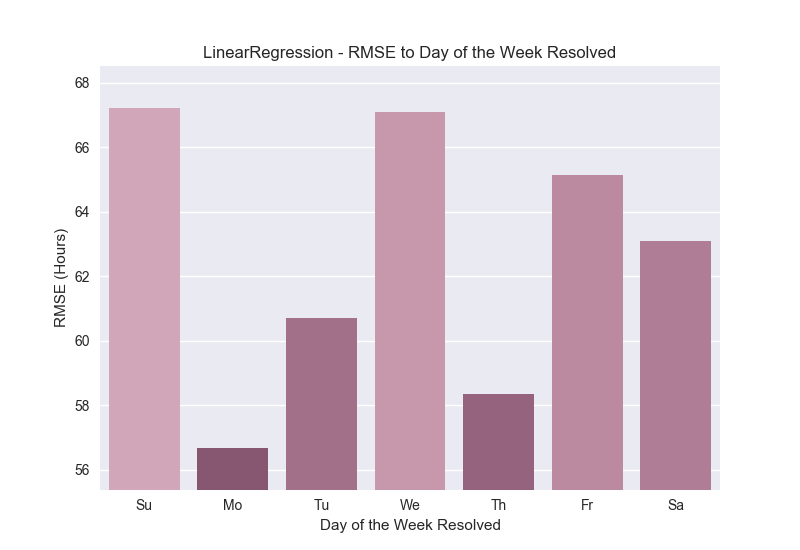 LinearRegression - RMSE to Day of the Week Resolved
68
66
64
62
60
58
56
RMSE (Hours)
Su Mo Tu We Th Fr Sa
Day of the Week Resolved